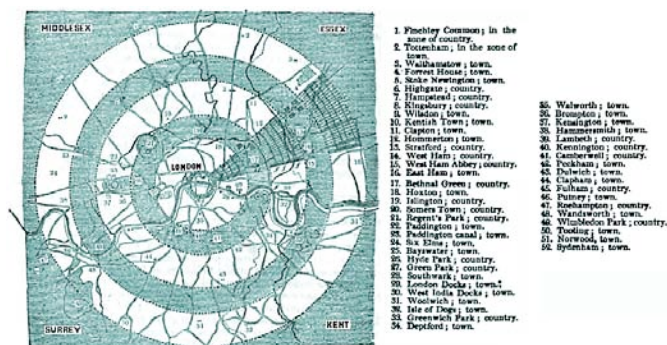 MIDDLESEX
ESSEX
LONDON
SURREY
KENT
1. Finchley Common; in the
zone of country.
2. Tottenham; in the zone of
town.
3. Walthamstow; town.
4. Forrest House; town.
5. Stoke Newington; town.
6. Highgate; country.
7. Hampstead; country.
8. Kingsbury; country.
9. Wilsdon; town.
10. Kentish Town; town.
11. Clapton; town.
12. Hommerton; town.
13. Stratford; country.
14. West Ham; country.
15. West Ham Abbey; country.
16. East Ham; town.
17. Bethnal Green; country.
18. Hoxton; town.
19. Islington; country.
20. Somers Town; country.
21. Regent's Park; country.
22. Paddington; town.
23. Paddington canal; town.
24. Six Elms; town.
25. Bayswater; town.
26. Hyde Park; country.
27. Green Park; country.
28. Southwark; town.
29. London Docks; town.
30. West India Docks; town.
31. Woolwich; town.
32. Isle of Dogs; town.
33. Greenwich Park; country.
34. Deptford; town.
35. Walworth; town.
36. Brompton; town.
37. Kensington; town.
38. Hammersmith; town.
39. Lambeth; country.
40. Kennington; country.
41. Camberwell; country.
42. Peckham; town.
43. Dulwich; town.
44. Clapham; town.
45. Fulham; country.
46. Putney; town.
47. Roehampton; country.
48. Wandsworth; town.
49. Wimbledon Park; country.
50. Tooting; town.
51. Norwood, town.
52. Sydenham; town.